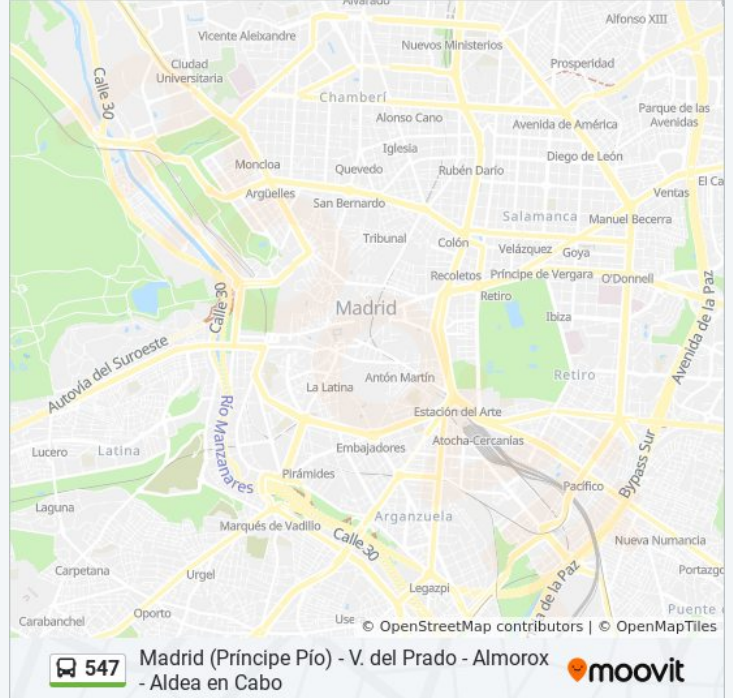 Alvarado
Alfonso XIII
Vicente Aleixandre
Nuevos Ministerios
Ciudad
Universitaria
Prosperidad
Calle 30
Chamberí
Parque de las
Avenidas
Alonso Cano
Avenida de América
Iglesia
Diego de León
Moncloa
Quevedo
Rubén Darío
El Ca
Argüelles
Ventas
San Bernardo
Salamanca
Manuel Becerra
Tribunal
Colón
Velázquez
Goya
Recoletos
Príncipe de Vergara
O'Donnell
Calle 30
Retiro
Madrid
Ibiza
Avenida de la Paz
Autovía del Suroeste
La Latina
Antón Martín
Retiro
Estación del Arte
Río Manzanares
Atocha-Cercanías
Lucero
Latina
Embajadores
Bypass Sur
Pirámides
Pacífico
Laguna
Arganzuela
Marqués de Vadillo
Calle 30
Nueva Numancia
Carpetana
Urgel
Portazgo
Legazpi
a de la Paz
Oporto
Puente
Carabanchel
Use
© OpenStreetMap contributors | © OpenMapTiles
547
Madrid (Príncipe Pío) - V. del Prado - Almorox
- Aldea en Cabo
moovit